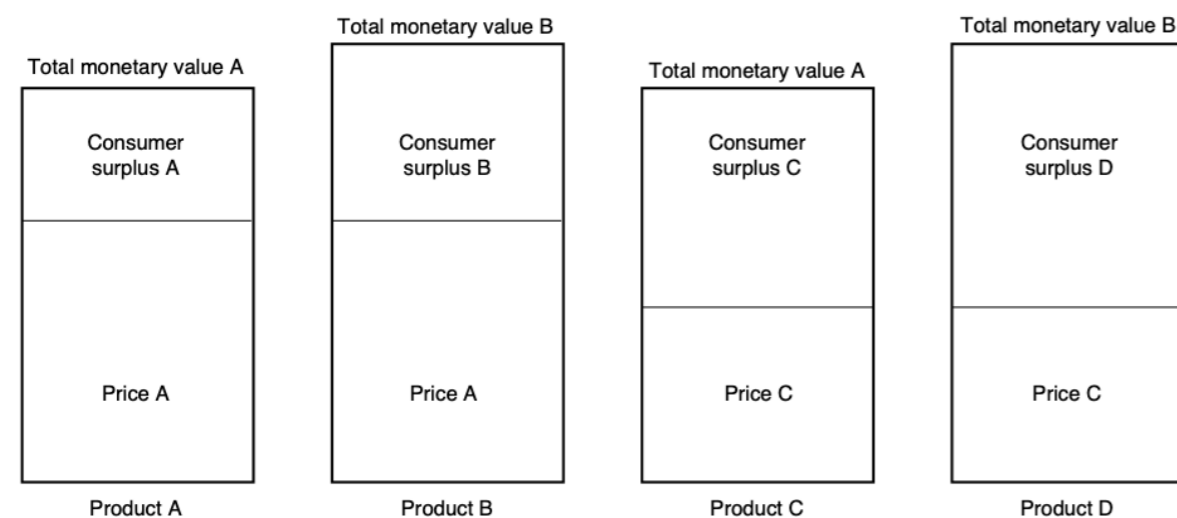 Total monetary value A
Consumer
surplus A
Price A
Product A
Total monetary value B
Consumer
surplus B
Price A
Product B
Total monetary value A
Consumer
surplus C
Price C
Product C
Total monetary value B
Consumer
surplus D
Price C
Product D